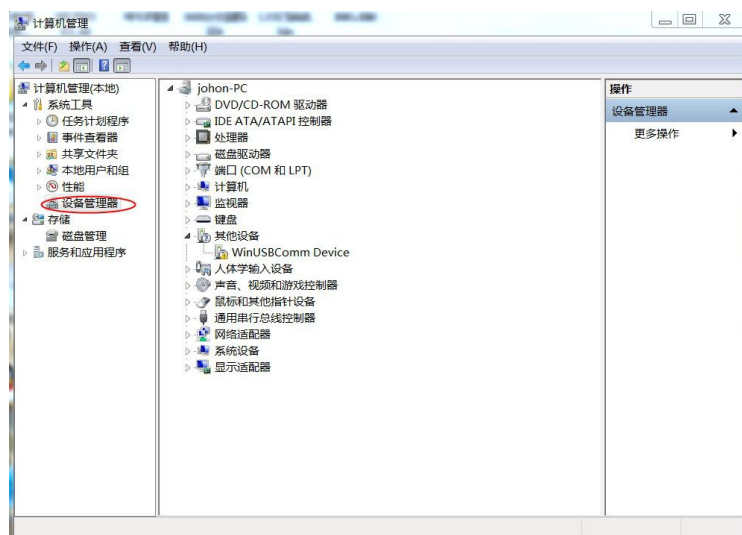 计算机管理
文件(F) 操作(A) 查看(V) 帮助(H)
计算机管理(本地)
系统工具
任务计划程序
事件查看器
共享文件夹
本地用户和组
性能
设备管理器
存储
磁盘管理
服务和应用程序
johon-PC
DVD/CD-ROM 驱动器
IDE ATA/ATAPI 控制器
处理器
磁盘驱动器
端口 (COM 和 LPT)
计算机
监视器
键盘
其他设备
WinUSBComm Device
人体学输入设备
声音、视频和游戏控制器
鼠标和其他指针设备
通用串行总线控制器
网络适配器
系统设备
显示适配器
操作
设备管理器
更多操作